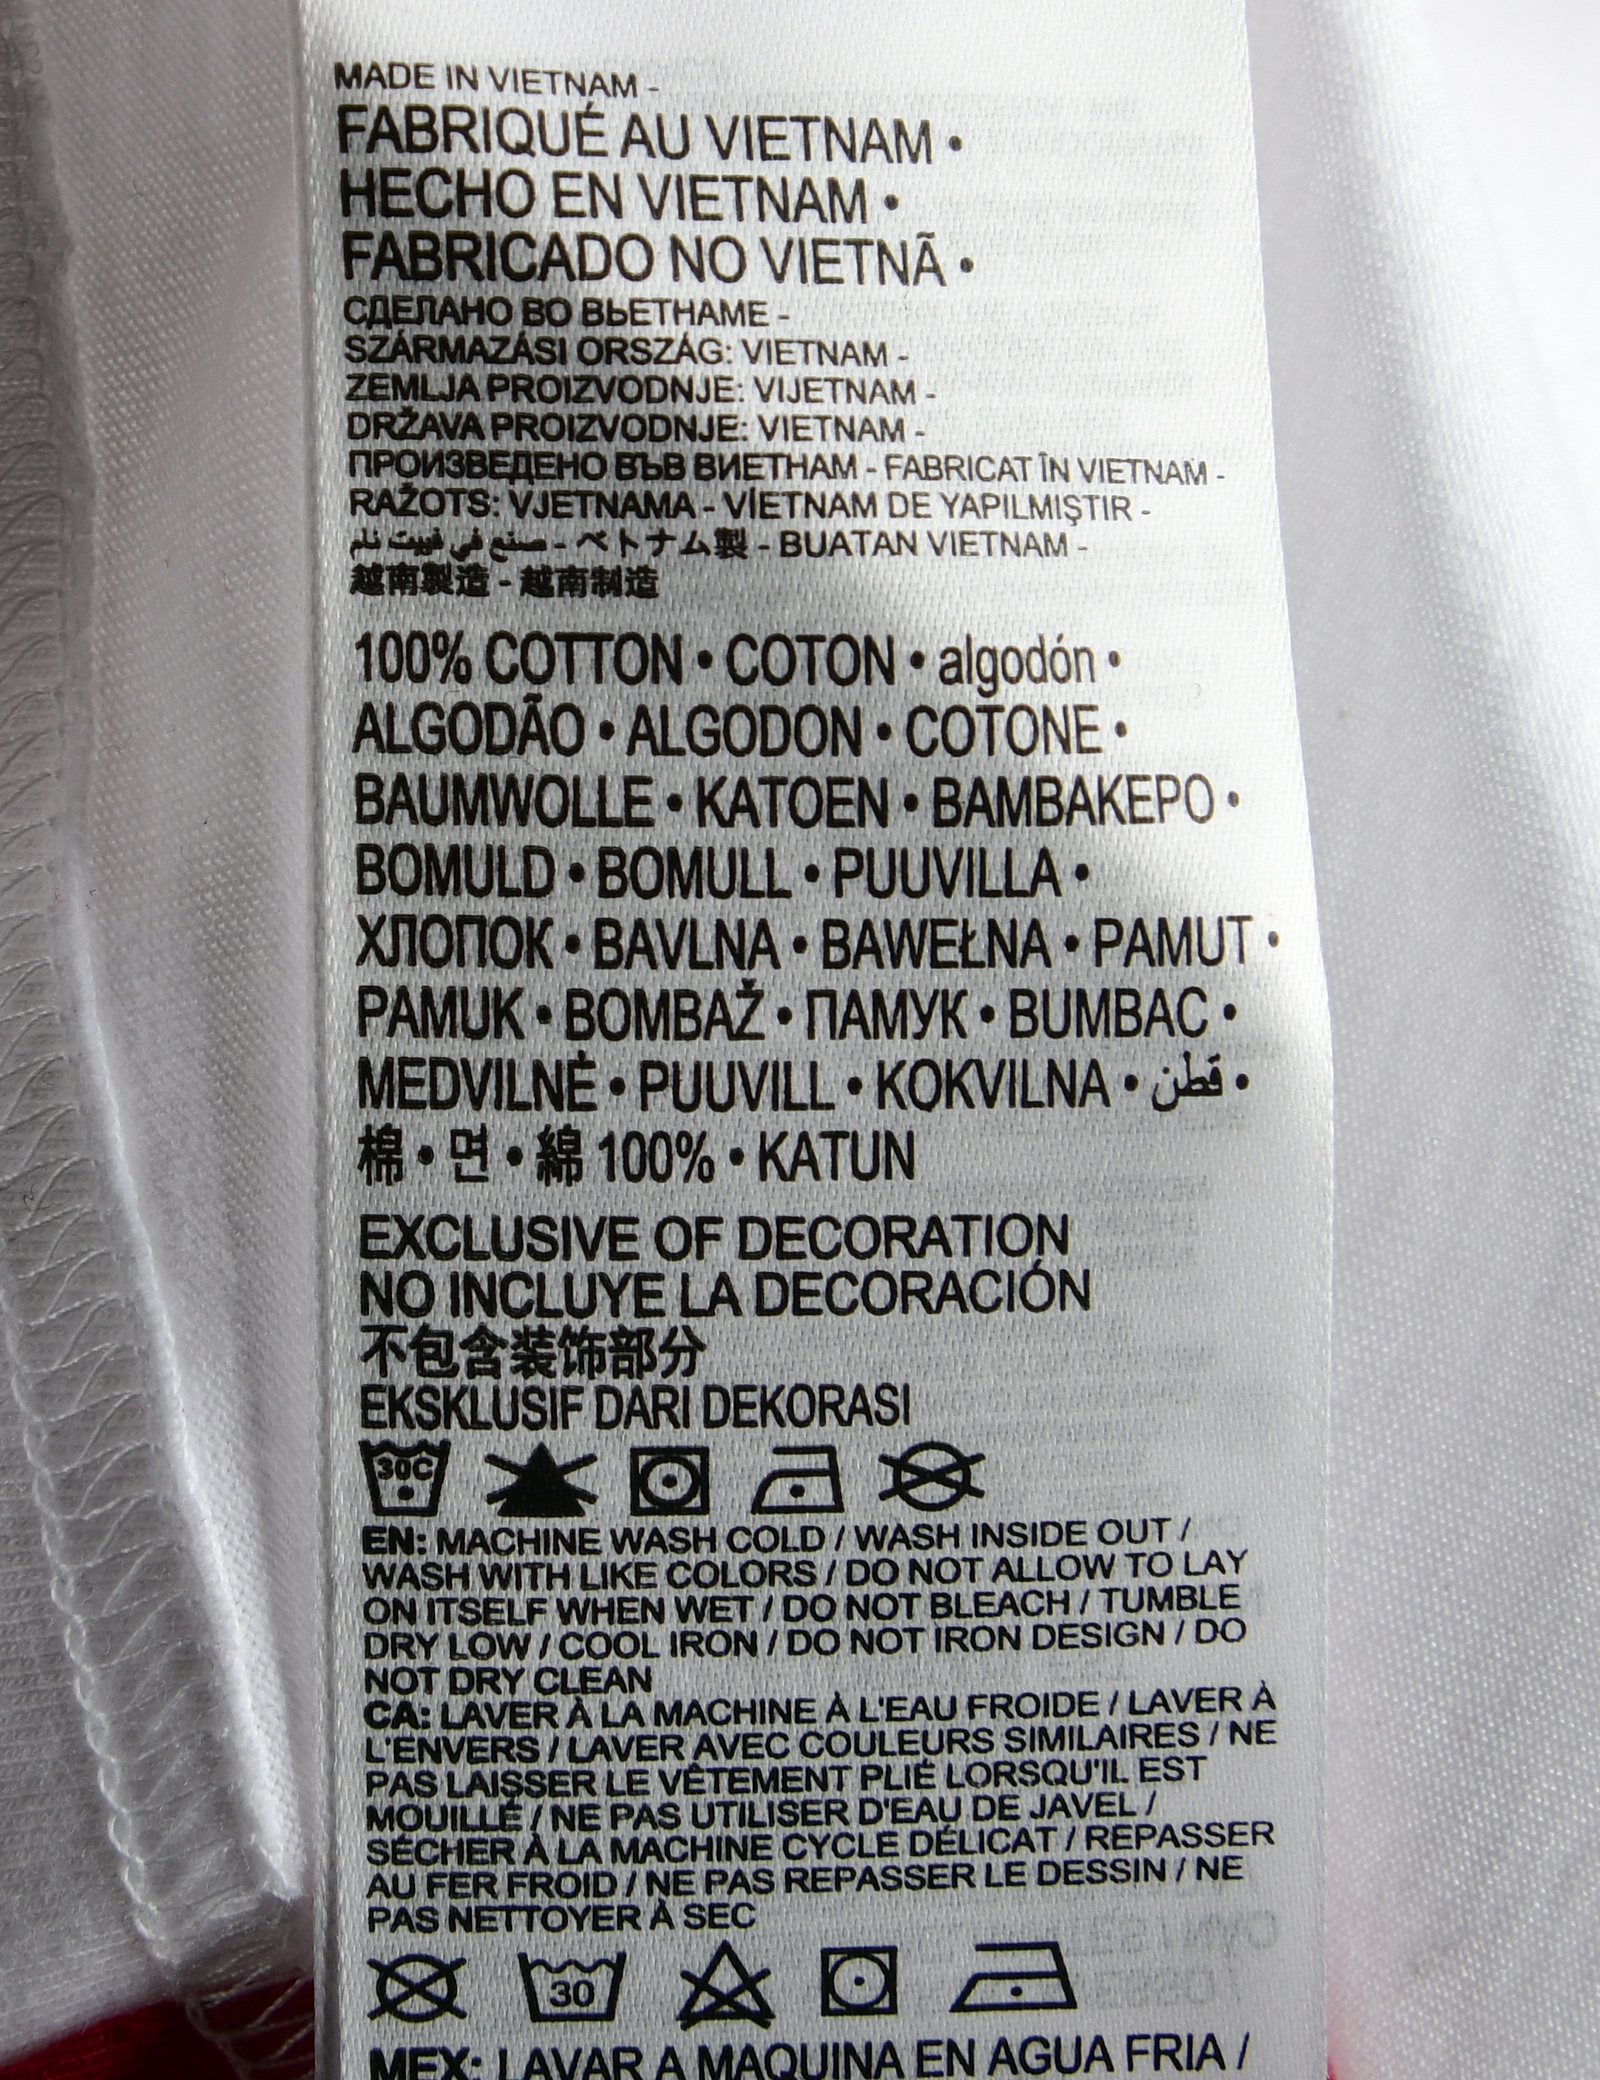 MADE IN VIETNAM -
FABRIQUÉ AU VIETNAM •
HECHO EN VIETNAM •
FABRICADO NO VIETNÃ •
СДЕЛАНО ВО ВЬЕТНАМЕ -
SZÁRMAZÁSI ORSZÁG: VIETNAM -
ZEMLJA PROIZVODNJE: VIJETNAM -
DRŽAVA PROIZVODNJE: VIETNAM -
ПРОИЗВЕДЕНО ВЪВ ВИЕТНАМ - FABRICAT ÎN VIETNAM -
RAŽOTS: VJETNAMA - VİETNAM DE YAPILMIŞTIR -
صنع في فييت نام - ベトナム製 - BUATAN VIETNAM -
越南製造 - 越南制造
100% COTTON • COTON • algodón •
ALGODÃO • ALGODON • COTONE •
BAUMWOLLE • KATOEN • BAMBAKEPO •
BOMULD • BOMULL • PUUVILLA •
ХЛОПОК • BAVLNA • BAWEŁNA • PAMUT •
PAMUK • BOMBAŽ • ПАМУК • BUMBAC •
MEDVILNĖ • PUUVILL • KOKVILNA • قطن •
棉 • 면 • 綿 100% • KATUN
EXCLUSIVE OF DECORATION
NO INCLUYE LA DECORACIÓN
不包含装饰部分
EKSKLUSIF DARI DEKORASI
30C
EN: MACHINE WASH COLD / WASH INSIDE OUT /
WASH WITH LIKE COLORS / DO NOT ALLOW TO LAY
ON ITSELF WHEN WET / DO NOT BLEACH / TUMBLE
DRY LOW / COOL IRON / DO NOT IRON DESIGN / DO
NOT DRY CLEAN
CA: LAVER À LA MACHINE À L'EAU FROIDE / LAVER À
L'ENVERS / LAVER AVEC COULEURS SIMILAIRES / NE
PAS LAISSER LE VÊTEMENT PLIÉ LORSQU'IL EST
MOUILLÉ / NE PAS UTILISER D'EAU DE JAVEL /
SÉCHER À LA MACHINE CYCLE DÉLICAT / REPASSER
AU FER FROID / NE PAS REPASSER LE DESSIN / NE
PAS NETTOYER À SEC
30
MEX: LAVAR A MAQUINA EN AGUA FRIA /